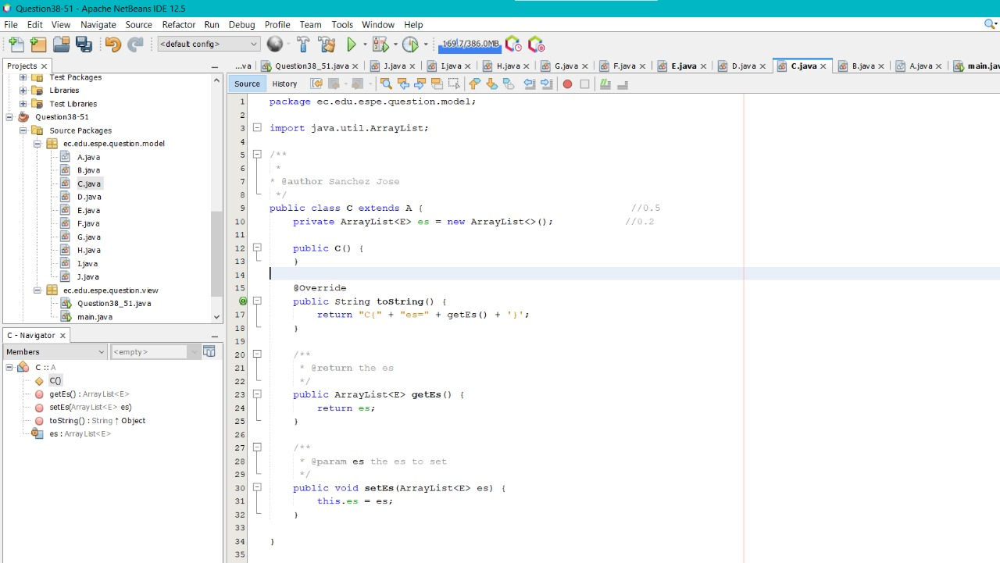 Question38-51 - Apache NetBeans IDE 12.5
File Edit View Navigate Source Refactor Run Debug Profile Team Tools Window Help
<default config> 169.7/386.0MB
Projects ...va Question38_51.java J.java I.java H.java G.java F.java E.java D.java C.java B.java A.java main.jav
Test Packages
Libraries
Test Libraries
Question38-51
Source Packages
ec.edu.espe.question.model
A.java
B.java
C.java
D.java
E.java
F.java
G.java
H.java
I.java
J.java
ec.edu.espe.question.view
Question38_51.java
main.java
C - Navigator
Members <empty>
C :: A
C()
getEs() : ArrayList<E>
setEs(ArrayList<E> es)
toString() : String ↑ Object
es : ArrayList<E>
Source History
1 package ec.edu.espe.question.model;
2
3 import java.util.ArrayList;
4
5 /**
6 *
7 * @author Sanchez Jose
8 */
9 public class C extends A { //0.5
10 private ArrayList<E> es = new ArrayList<>(); //0.2
11
12 public C() {
13 }
14
15 @Override
16 public String toString() {
17 return "C{" + "es=" + getEs() + '}';
18 }
19
20 /**
21 * @return the es
22 */
23 public ArrayList<E> getEs() {
24 return es;
25 }
26
27 /**
28 * @param es the es to set
29 */
30 public void setEs(ArrayList<E> es) {
31 this.es = es;
32 }
33
34 }
35